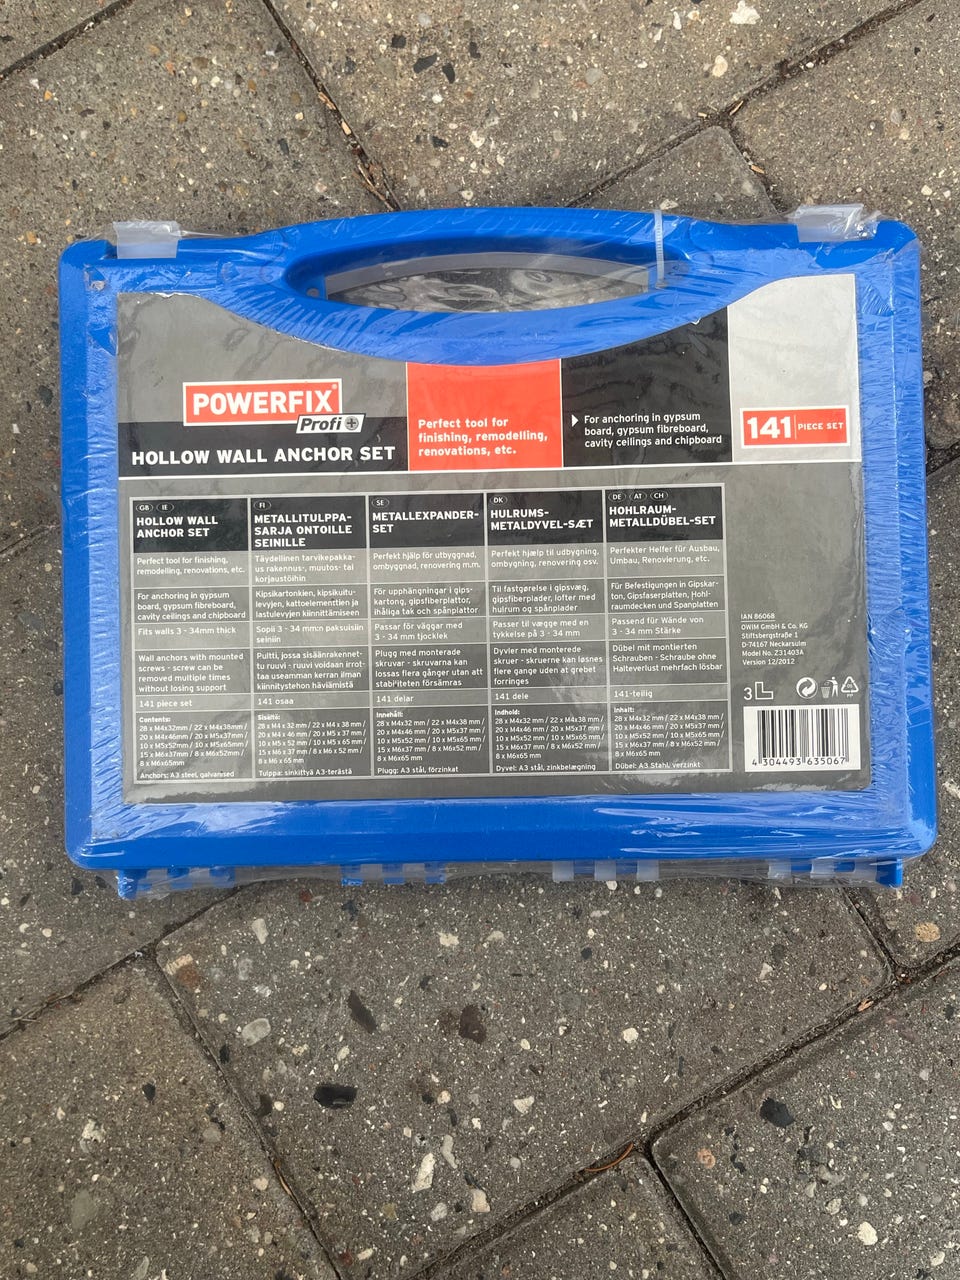 POWERFIX®
Profi+
HOLLOW WALL ANCHOR SET
Perfect tool for
finishing, remodelling,
renovations, etc.
For anchoring in gypsum
board, gypsum fibreboard,
cavity ceilings and chipboard
141 PIECE SET
GB IE
HOLLOW WALL
ANCHOR SET
Perfect tool for finishing,
remodelling, renovations, etc.
For anchoring in gypsum
board, gypsum fibreboard,
cavity ceilings and chipboard
Fits walls 3 - 34mm thick
Wall anchors with mounted
screws - screw can be
removed multiple times
without losing support
141 piece set
Contents:
28 x M4x32mm / 22 x M4x38mm /
20 x M4x46mm / 20 x M5x37mm /
10 x M5x52mm / 10 x M5x65mm /
15 x M6x37mm / 8 x M6x52mm /
8 x M6x65mm
Anchors: A3 steel, galvanised
FI
METALLITULPPA-
SARJA ONTOILLE
SEINILLE
Täydellinen tarvikepakka-
us rakennus-, muutos- tai
korjaustöihin
Kipsikartonkien, kipsikuitu-
levyjen, kattoelementtien ja
lastulevyjen kiinnittämiseen
Sopii 3 - 34 mm:n paksuisiin
seiniin
Pultti, jossa sisäänrakennet-
tu ruuvi - ruuvi voidaan irrot-
taa useamman kerran ilman
kiinnitystehon häviämistä
141 osaa
Sisältö:
28 x M4 x 32 mm / 22 x M4 x 38 mm /
20 x M4 x 46 mm / 20 x M5 x 37 mm /
10 x M5 x 52 mm / 10 x M5 x 65 mm /
15 x M6 x 37 mm / 8 x M6 x 52 mm /
8 x M6 x 65 mm
Tulppa: sinkittyä A3-terästä
SE
METALLEXPANDER-
SET
Perfekt hjälp för utbyggnad,
ombyggnad, renovering m.m.
För upphängningar i gips-
kartong, gipsfiberplattor,
ihåliga tak och spånplattor
Passar för väggar med
3 - 34 mm tjocklek
Plugg med monterade
skruvar - skruvarna kan
lossas flera gånger utan att
stabiliteten försämras
141 delar
Innehåll:
28 x M4x32 mm / 22 x M4x38 mm /
20 x M4x46 mm / 20 x M5x37 mm /
10 x M5x52 mm / 10 x M5x65 mm /
15 x M6x37 mm / 8 x M6x52 mm /
8 x M6x65 mm
Plugg: A3 stål, förzinkat
DK
HULRUMS-
METALDYVEL-SÆT
Perfekt hjælp til udbygning,
ombygning, renovering osv.
Til fastgørelse i gipsvæg,
gipsfiberplader, lofter med
hulrum og spånplader
Passer til vægge med en
tykkelse på 3 - 34 mm
Dyvler med monterede
skruer - skruerne kan løsnes
flere gange uden at grebet
forringes
141 dele
Indhold:
28 x M4x32 mm / 22 x M4x38 mm /
20 x M4x46 mm / 20 x M5x37 mm /
10 x M5x52 mm / 10 x M5x65 mm /
15 x M6x37 mm / 8 x M6x52 mm /
8 x M6x65 mm
Dyvel: A3 stål, zinkbelægning
DE AT CH
HOHLRAUM-
METALLDÜBEL-SET
Perfekter Helfer für Ausbau,
Umbau, Renovierung, etc.
Für Befestigungen in Gipskar-
ton, Gipsfaserplatten, Hohl-
raumdecken und Spanplatten
Passend für Wände von
3 - 34 mm Stärke
Dübel mit montierten
Schrauben - Schraube ohne
Halteverlust mehrfach lösbar
141-teilig
Inhalt:
28 x M4x32 mm / 22 x M4x38 mm /
20 x M4x46 mm / 20 x M5x37 mm /
10 x M5x52 mm / 10 x M5x65 mm /
15 x M6x37 mm / 8 x M6x52 mm /
8 x M6x65 mm
Dübel: A3 Stahl, verzinkt
IAN 86068
OWIM GmbH & Co. KG
Stiftsbergstraße 1
D-74167 Neckarsulm
Model No. Z31403A
Version 12/2012
3
PP
4 304493 635067